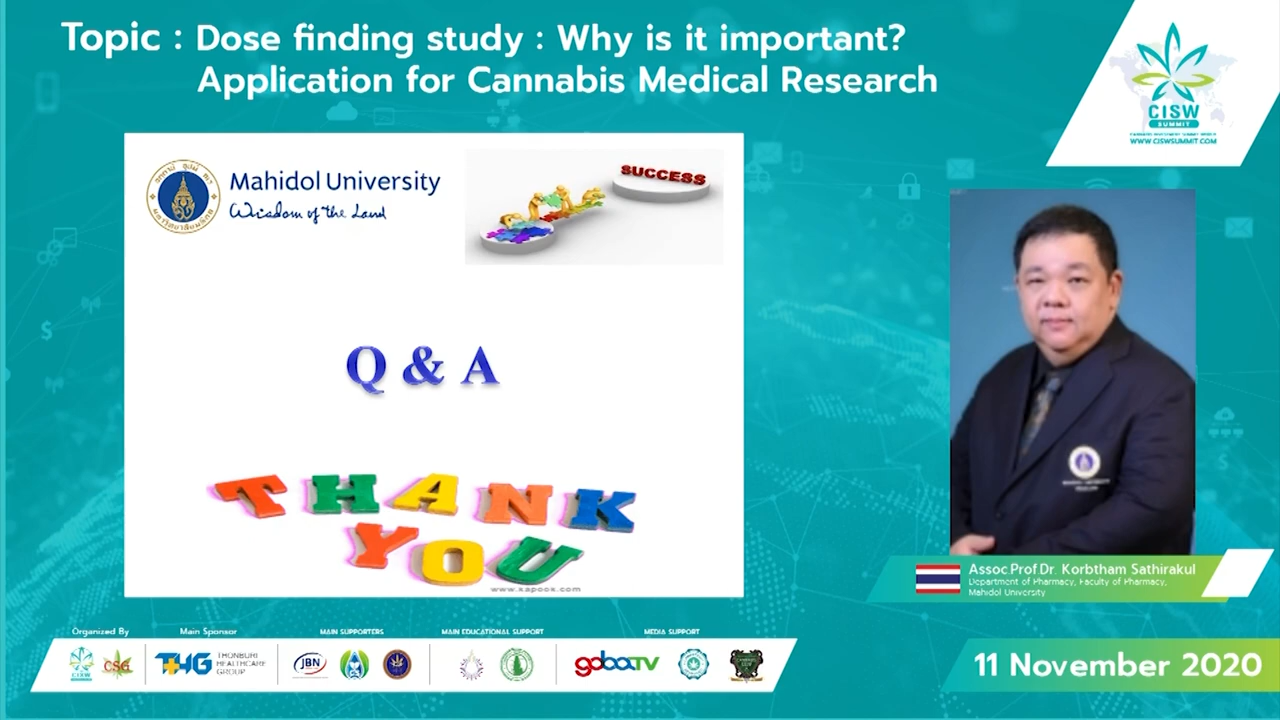 Topic : Dose finding study : Why is it important?
Application for Cannabis Medical Research
CISW
SUMMIT
WWW.CISWSUMMIT.COM
Mahidol University
Wisdom of the Land
SUCCESS
Q & A
THANK
YOU
www.kapook.com
Assoc.Prof.Dr. Korbtham Sathirakul
Department of Pharmacy, Faculty of Pharmacy,
Mahidol University
Organized By
Main Sponsor
MAIN SUPPORTERS
MAIN EDUCATIONAL SUPPORT
MEDIA SUPPORT
CISW
CSG
THG
THONBURI
HEALTHCARE
GROUP
JBN
11 November 2020